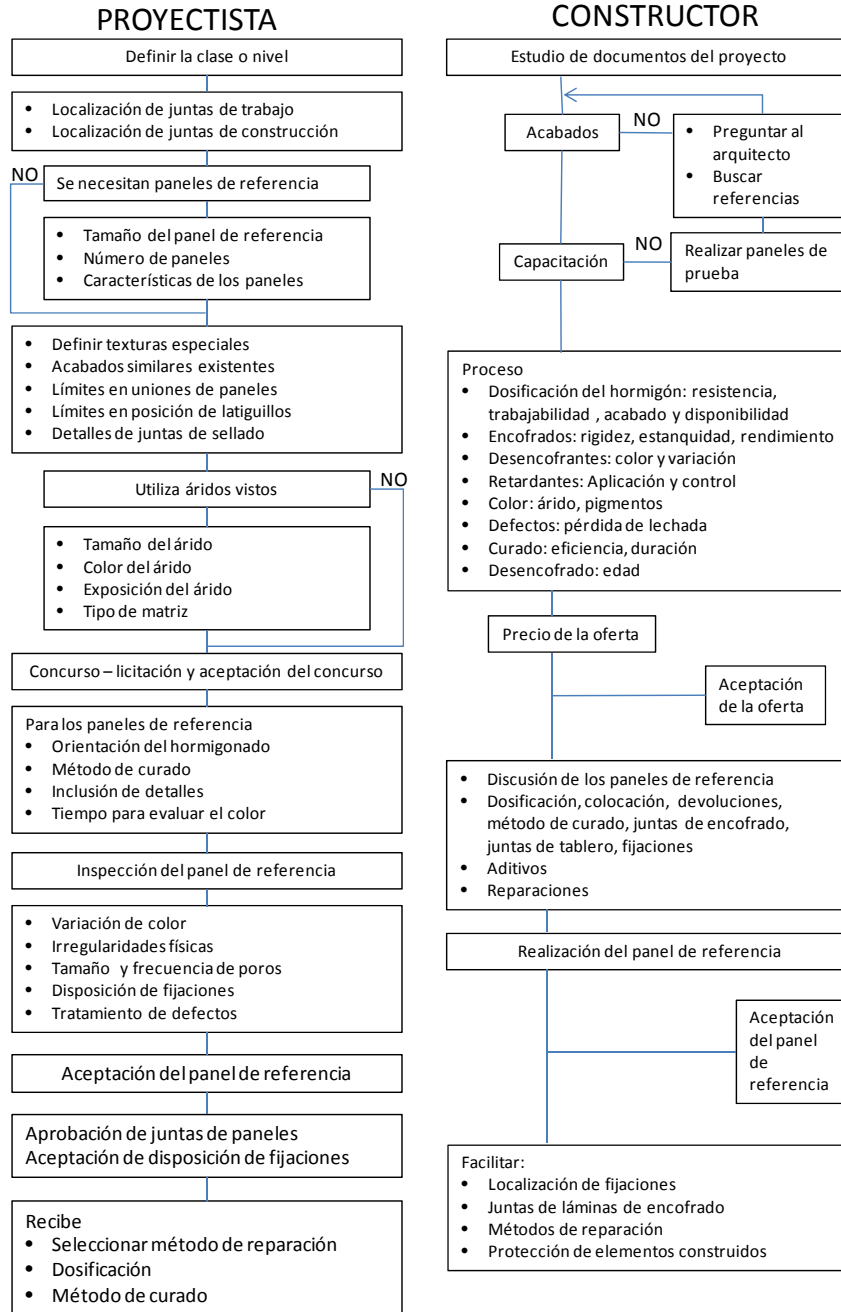 PROYECTISTA
Definir la clase o nivel
• Localización de juntas de trabajo
• Localización de juntas de construcción
NO
Se necesitan paneles de referencia
• Tamaño del panel de referencia
• Número de paneles
• Características de los paneles
• Definir texturas especiales
• Acabados similares existentes
• Límites en uniones de paneles
• Límites en posición de latiguillos
• Detalles de juntas de sellado
Utiliza áridos vistos
NO
• Tamaño del árido
• Color del árido
• Exposición del árido
• Tipo de matriz
Concurso – licitación y aceptación del concurso
Para los paneles de referencia
• Orientación del hormigonado
• Método de curado
• Inclusión de detalles
• Tiempo para evaluar el color
Inspección del panel de referencia
• Variación de color
• Irregularidades físicas
• Tamaño y frecuencia de poros
• Disposición de fijaciones
• Tratamiento de defectos
Aceptación del panel de referencia
Aprobación de juntas de paneles
Aceptación de disposición de fijaciones
Recibe
• Seleccionar método de reparación
• Dosificación
• Método de curado
CONSTRUCTOR
Estudio de documentos del proyecto
Acabados
NO
• Preguntar al
arquitecto
• Buscar
referencias
Capacitación
NO
Realizar paneles de
prueba
Proceso
• Dosificación del hormigón: resistencia,
trabajabilidad , acabado y disponibilidad
• Encofrados: rigidez, estanquidad, rendimiento
• Desencofrantes: color y variación
• Retardantes: Aplicación y control
• Color: árido, pigmentos
• Defectos: pérdida de lechada
• Curado: eficiencia, duración
• Desencofrado: edad
Precio de la oferta
Aceptación
de la oferta
• Discusión de los paneles de referencia
• Dosificación, colocación, devoluciones,
método de curado, juntas de encofrado,
juntas de tablero, fijaciones
• Aditivos
• Reparaciones
Realización del panel de referencia
Aceptación
del panel
de
referencia
Facilitar:
• Localización de fijaciones
• Juntas de láminas de encofrado
• Métodos de reparación
• Protección de elementos construidos